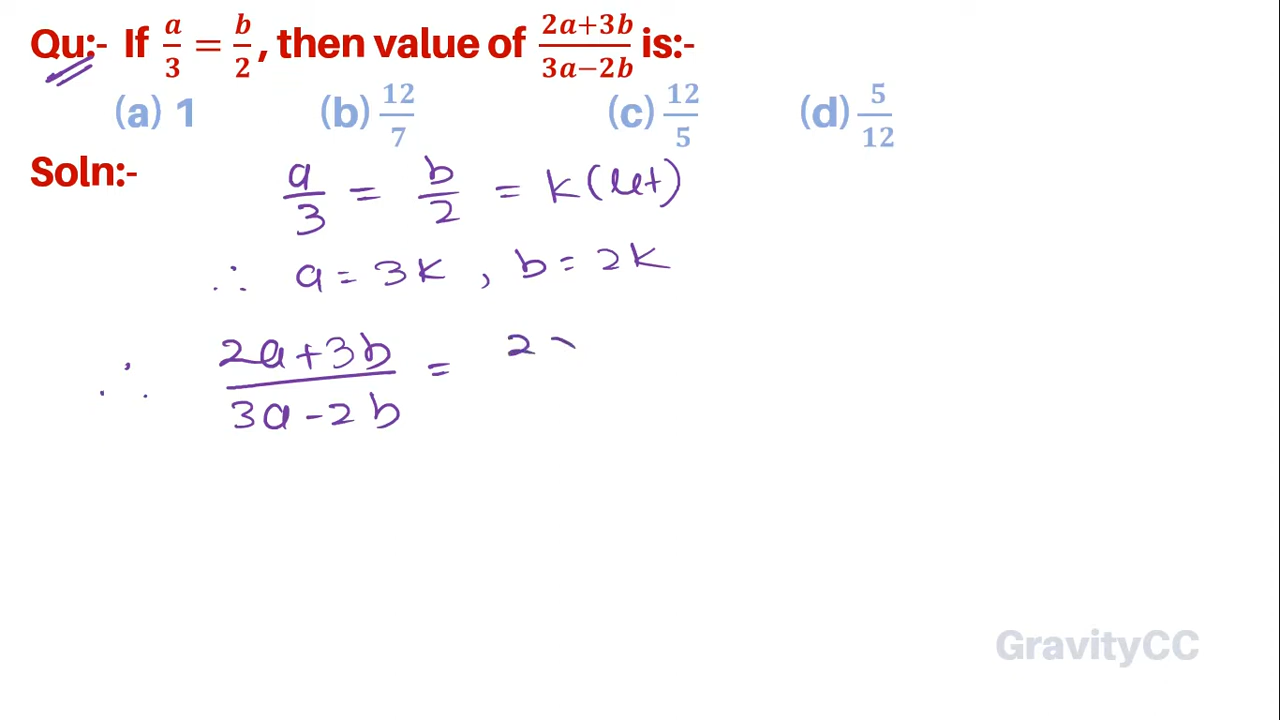 Qu:- If a/3 = b/2, then value of (2a+3b)/(3a−2b) is:-
(a) 1 (b) 12/7 (c) 12/5 (d) 5/12
Soln:- a/3 = b/2 = K (let)
∴ a = 3K , b = 2K
∴ (2a+3b)/(3a-2b) = 2
GravityCC